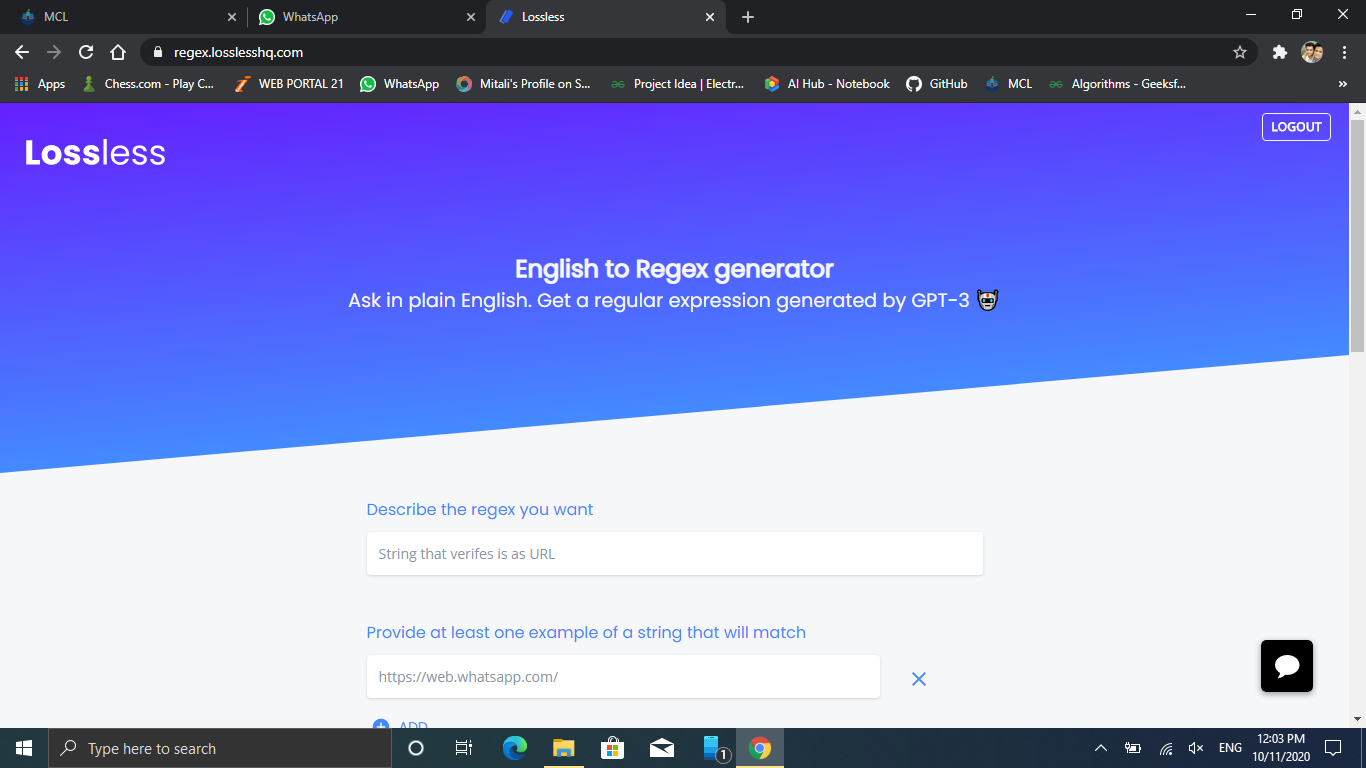 MCL
WhatsApp
Lossless
regex.losslesshq.com
Apps
Chess.com - Play C...
WEB PORTAL 21
WhatsApp
Mitali's Profile on S...
Project Idea | Electr...
AI Hub - Notebook
GitHub
MCL
Algorithms - Geeksf...
»
LOGOUT
Lossless
English to Regex generator
Ask in plain English. Get a regular expression generated by GPT-3
Describe the regex you want
String that verifes is as URL
Provide at least one example of a string that will match
https://web.whatsapp.com/
ADD
Type here to search
1
ENG
12:03 PM
10/11/2020